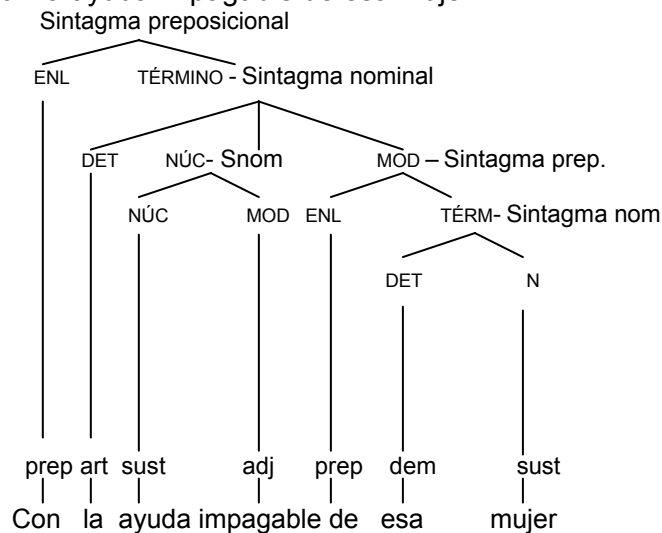 Sintagma preposicional
ENL TÉRMINO - Sintagma nominal
DET NÚC- Snom MOD – Sintagma prep.
NÚC MOD ENL TÉRM- Sintagma nom
DET N
prep art sust adj prep dem sust
Con la ayuda impagable de esa mujer